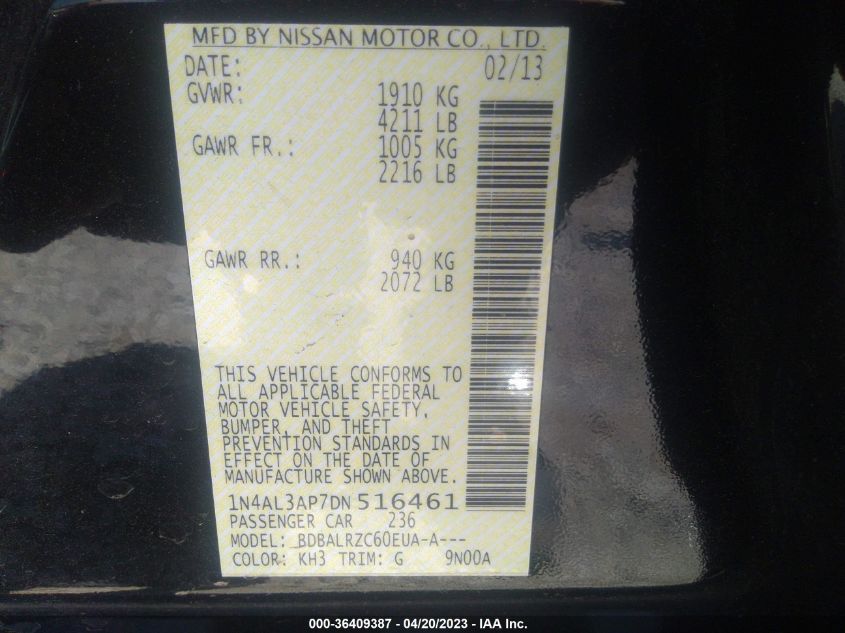 MFD BY NISSAN MOTOR CO., LTD.
DATE: 02/13
GVWR: 1910 KG
4211 LB
GAWR FR.: 1005 KG
2216 LB
GAWR RR.: 940 KG
2072 LB
THIS VEHICLE CONFORMS TO
ALL APPLICABLE FEDERAL
MOTOR VEHICLE SAFETY,
BUMPER, AND THEFT
PREVENTION STANDARDS IN
EFFECT ON THE DATE OF
MANUFACTURE SHOWN ABOVE.
1N4AL3AP7DN516461
PASSENGER CAR 236
MODEL: BDBALRZC60EUA-A---
COLOR: KH3 TRIM: G 9N00A
000-36409387 - 04/20/2023 - IAA Inc.